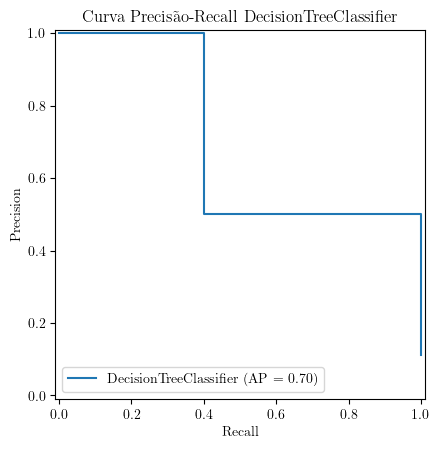 Curva Precisão-Recall DecisionTreeClassifier
1.0
0.8
0.6
0.4
0.2
0.0
Precision
DecisionTreeClassifier (AP = 0.70)
0.0 0.2 0.4 0.6 0.8 1.0
Recall